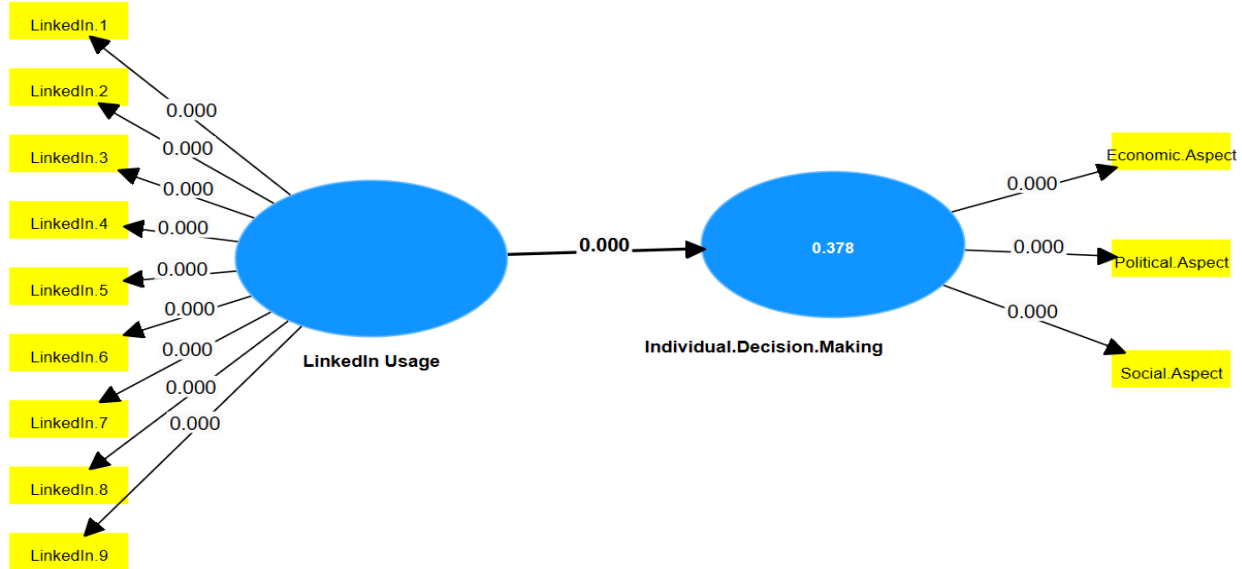 LinkedIn.1
LinkedIn.2
LinkedIn.3
LinkedIn.4
LinkedIn.5
LinkedIn.6
LinkedIn.7
LinkedIn.8
LinkedIn.9
0.000
0.000
0.000
0.000
0.000
0.000
0.000
0.000
0.000
LinkedIn Usage
0.000
0.378
Individual.Decision.Making
0.000
0.000
0.000
Economic.Aspect
Political.Aspect
Social.Aspect